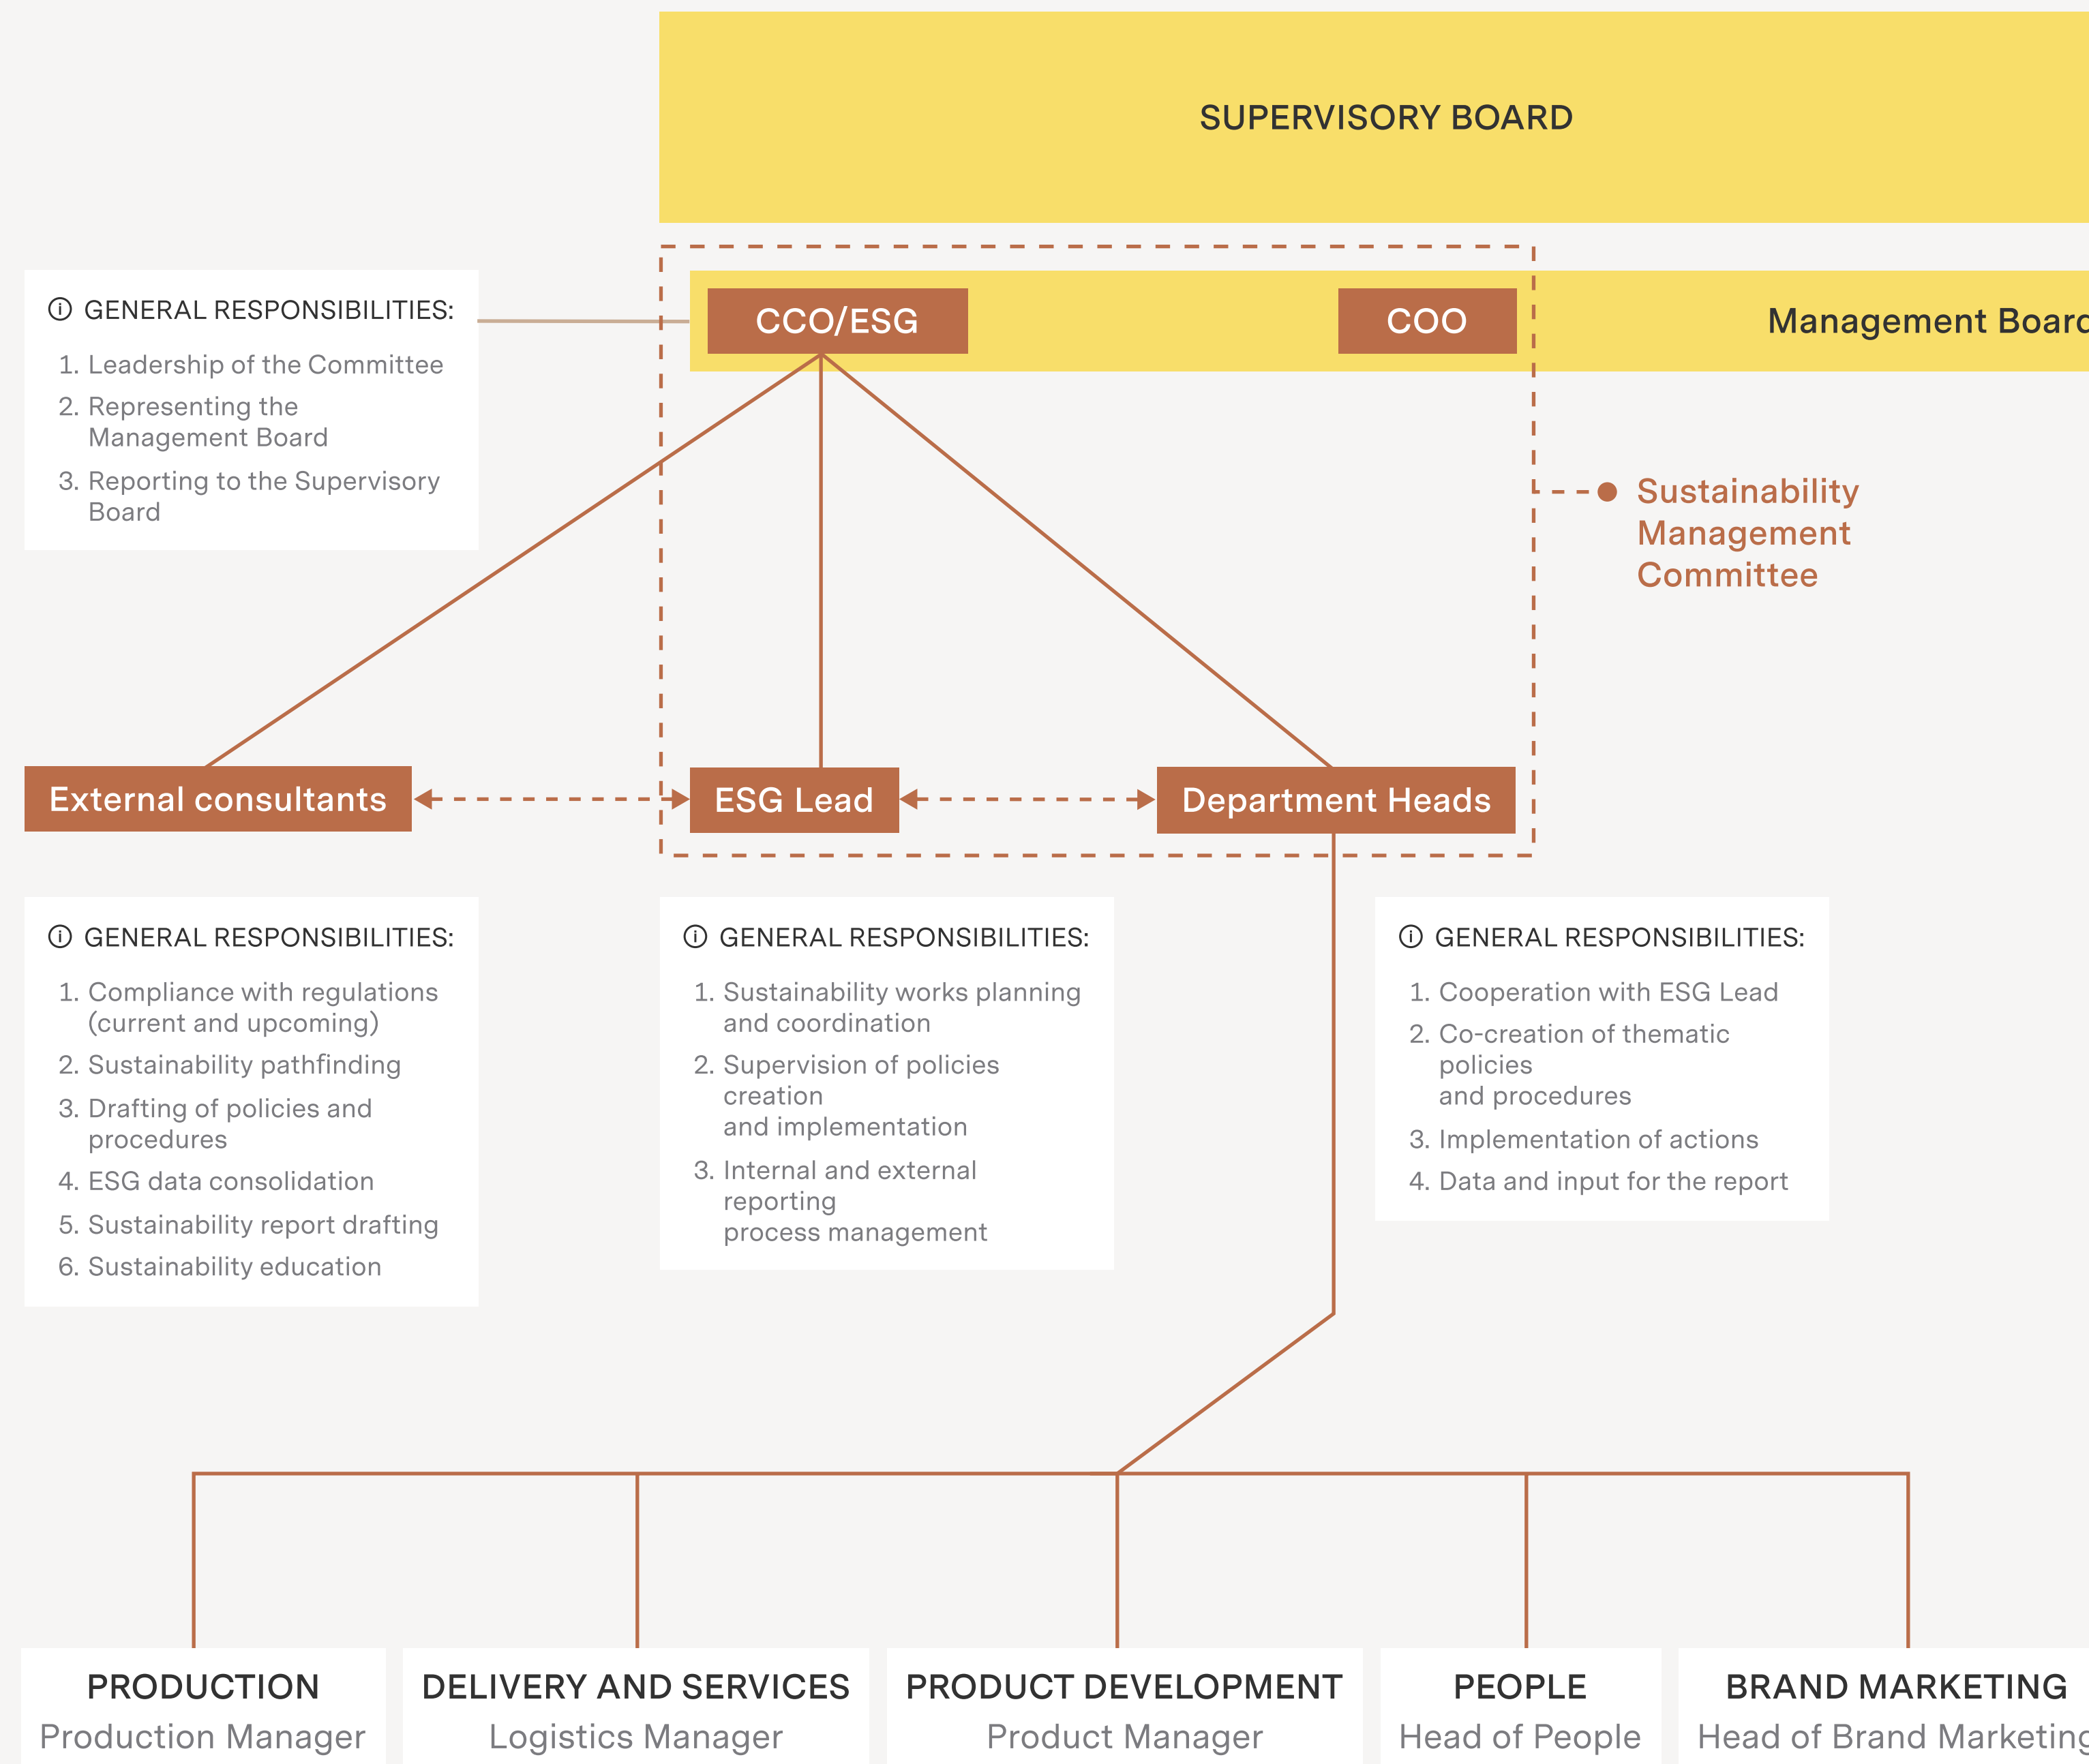 SUPERVISORY BOARD
CCO/ESG
COO
Management Board
GENERAL RESPONSIBILITIES:
1. Leadership of the Committee
2. Representing the
Management Board
3. Reporting to the Supervisory
Board
Sustainability
Management
Committee
External consultants
ESG Lead
Department Heads
GENERAL RESPONSIBILITIES:
1. Compliance with regulations
(current and upcoming)
2. Sustainability pathfinding
3. Drafting of policies and
procedures
4. ESG data consolidation
5. Sustainability report drafting
6. Sustainability education
GENERAL RESPONSIBILITIES:
1. Sustainability works planning
and coordination
2. Supervision of policies
creation
and implementation
3. Internal and external
reporting
process management
GENERAL RESPONSIBILITIES:
1. Cooperation with ESG Lead
2. Co-creation of thematic
policies
and procedures
3. Implementation of actions
4. Data and input for the report
PRODUCTION
Production Manager
DELIVERY AND SERVICES
Logistics Manager
PRODUCT DEVELOPMENT
Product Manager
PEOPLE
Head of People
BRAND MARKETING
Head of Brand Marketing